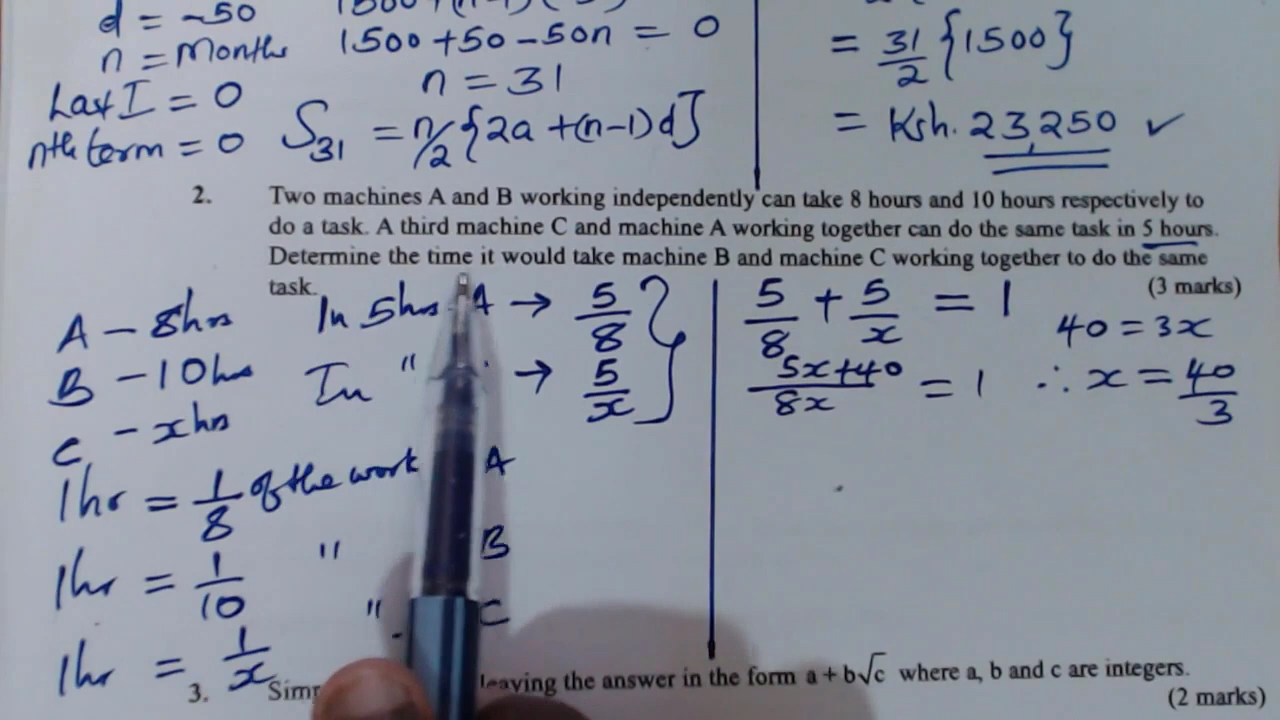 d = -50
n = Months
1500 + 50 - 50n = 0
n = 31
Last I = 0
nth term = 0
S31 = n/2 {2a + (n-1)d}
= 31/2 {1500}
= Ksh. 23,250 ✓
2. Two machines A and B working independently can take 8 hours and 10 hours respectively to
do a task. A third machine C and machine A working together can do the same task in 5 hours.
Determine the time it would take machine B and machine C working together to do the same
task. (3 marks)
A - 8hrs
B - 10hrs
C - x hrs
In 5hrs A → 5/8
In " → 5/x
1hr = 1/8 of the work A
1hr = 1/10 " B
1hr = 1/x " C
5/8 + 5/x = 1
5x+40/8x = 1
40 = 3x
∴ x = 40/3
3. leaving the answer in the form a + b√c where a, b and c are integers.
(2 marks)